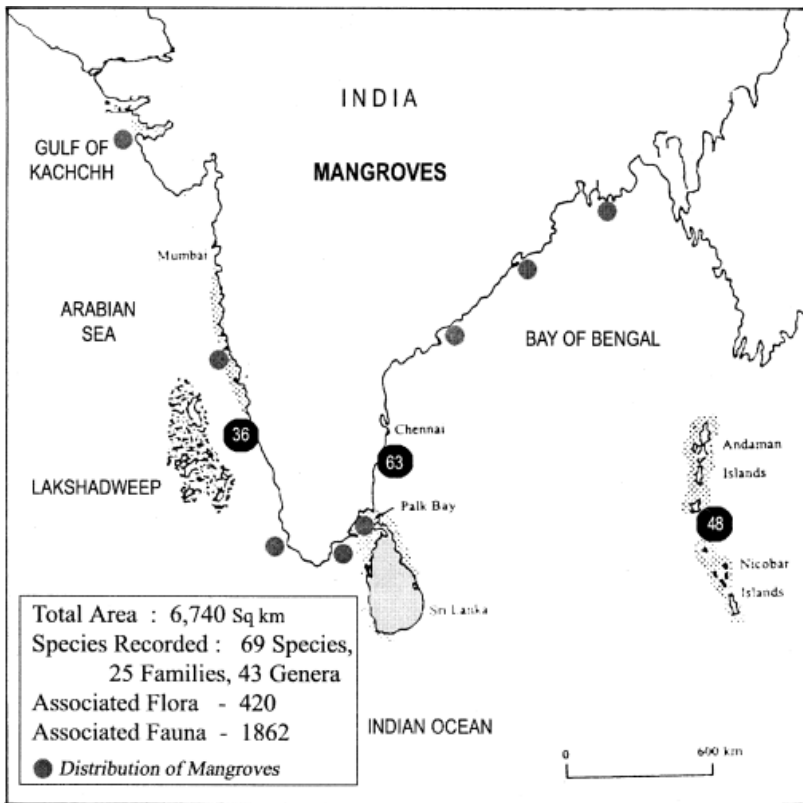 INDIA
MANGROVES
GULF OF
KACHCHH
Mumbai
ARABIAN
SEA
BAY OF BENGAL
36
Chennai
63
Andaman
Islands
LAKSHADWEEP
Palk Bay
48
Nicobar
Islands
Sri Lanka
Total Area : 6,740 Sq km
Species Recorded : 69 Species,
25 Families, 43 Genera
Associated Flora - 420
Associated Fauna - 1862
Distribution of Mangroves
INDIAN OCEAN
0 600 km